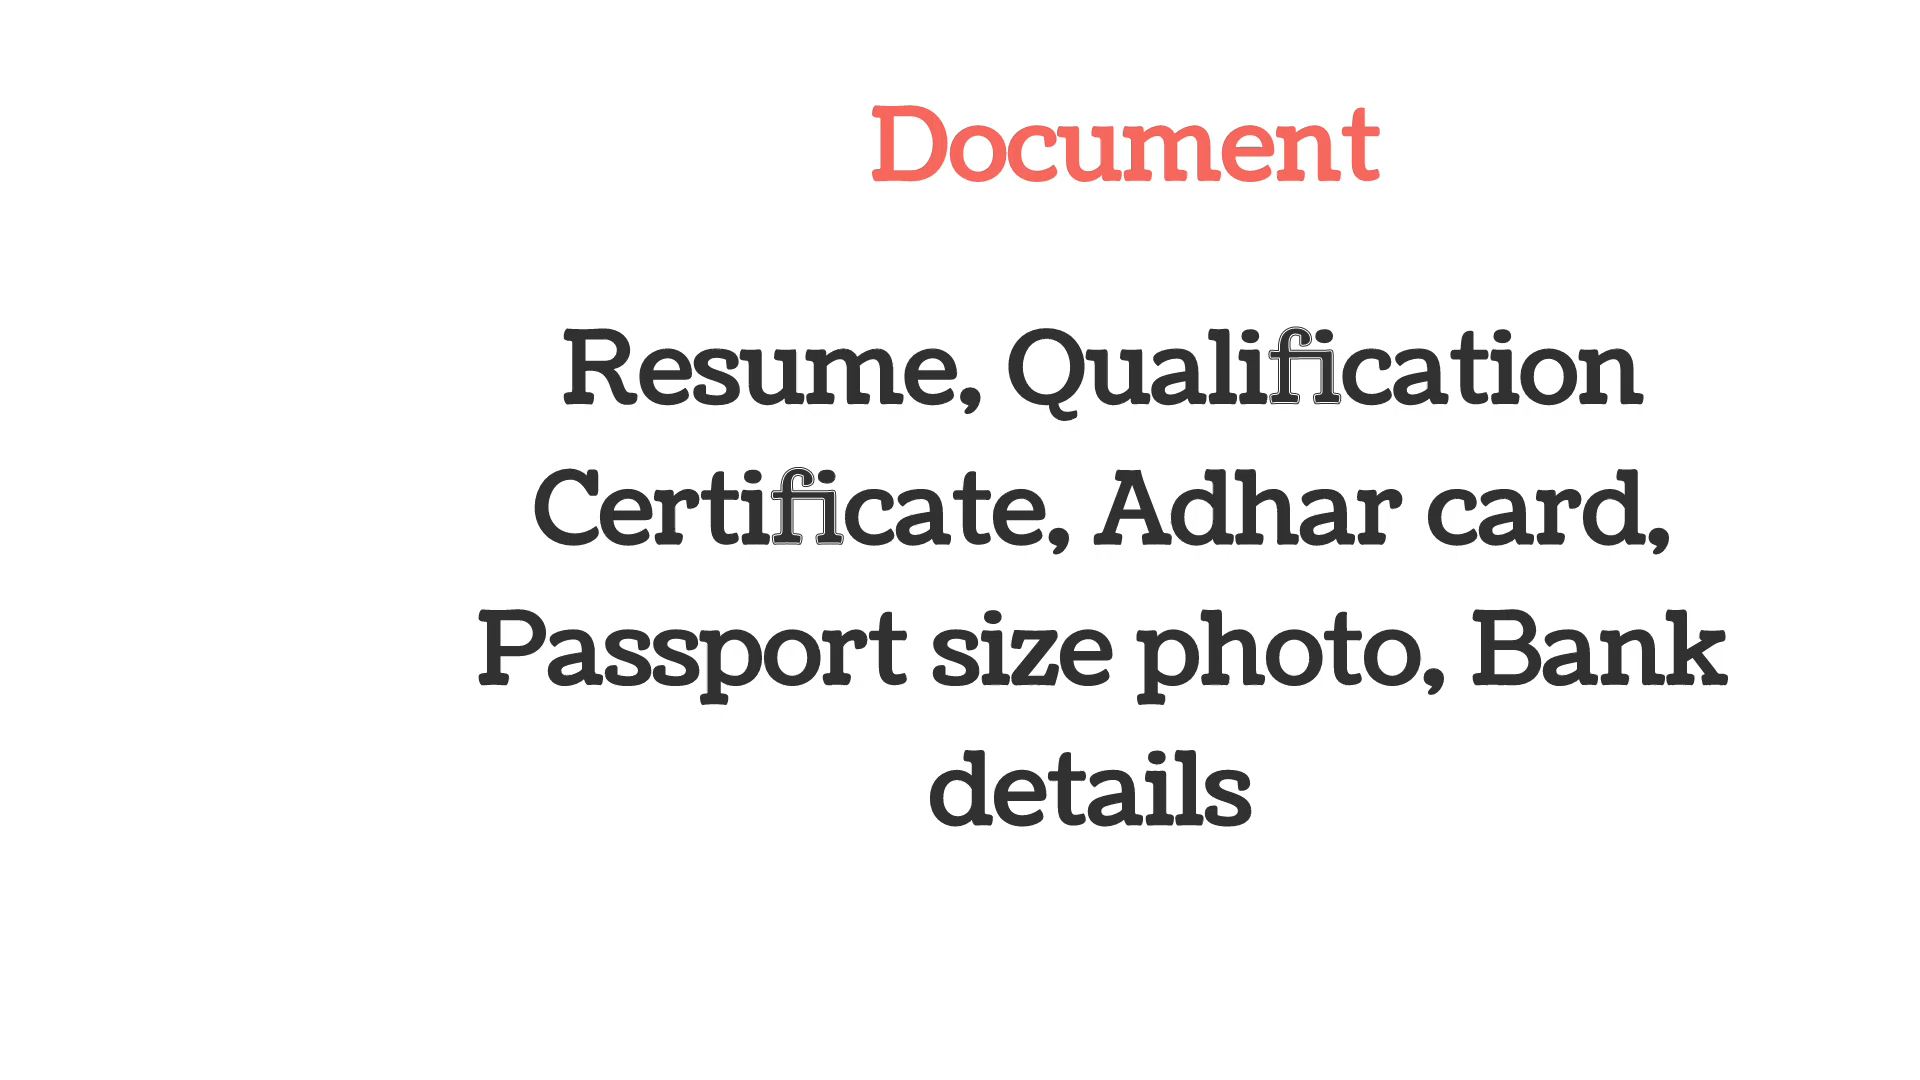 Document
Resume, Qualification
Certificate, Adhar card,
Passport size photo, Bank
details